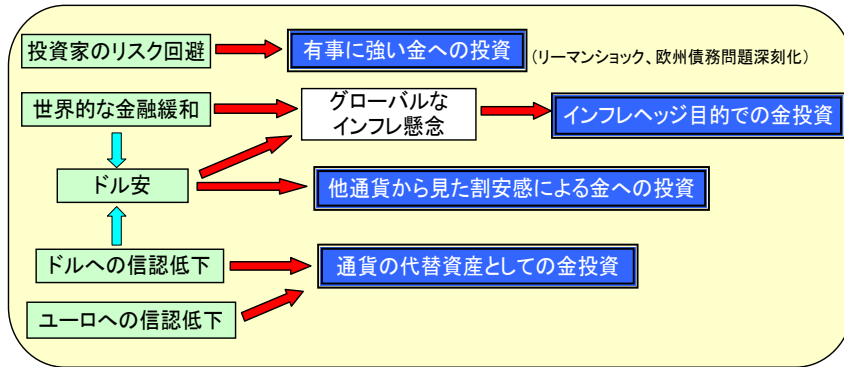 投資家のリスク回避
有事に強い金への投資
(リーマンショック、欧州債務問題深刻化)
世界的な金融緩和
グローバルな
インフレ懸念
インフレヘッジ目的での金投資
ドル安
他通貨から見た割安感による金への投資
ドルへの信認低下
通貨の代替資産としての金投資
ユーロへの信認低下